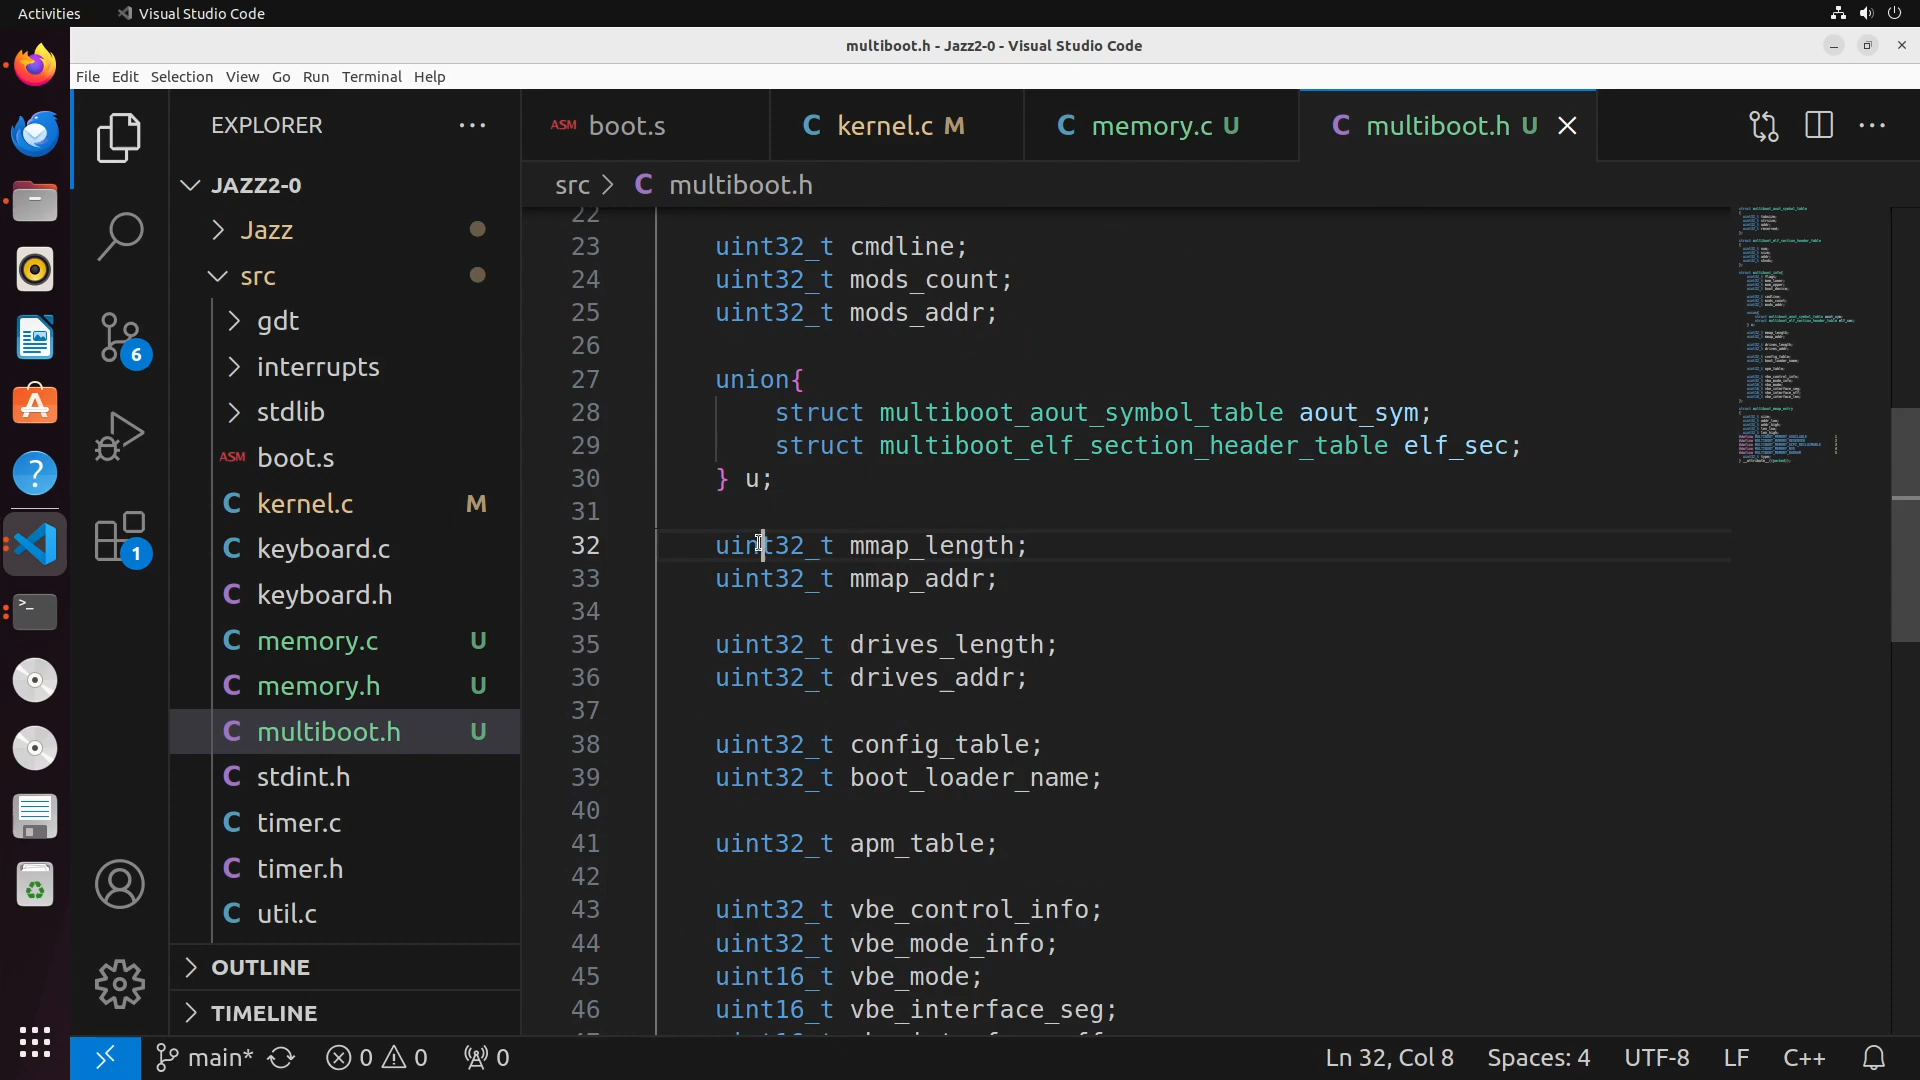 Activities
Visual Studio Code
multiboot.h - Jazz2-0 - Visual Studio Code
File Edit Selection View Go Run Terminal Help
EXPLORER
JAZZ2-0
Jazz
src
gdt
interrupts
stdlib
ASM boot.s
C kernel.c M
C keyboard.c
C keyboard.h
C memory.c U
C memory.h U
C multiboot.h U
C stdint.h
C timer.c
C timer.h
C util.c
OUTLINE
TIMELINE
6
1
ASM boot.s
C kernel.c M
C memory.c U
C multiboot.h U
src > C multiboot.h
22
23 uint32_t cmdline;
24 uint32_t mods_count;
25 uint32_t mods_addr;
26
27 union{
28 struct multiboot_aout_symbol_table aout_sym;
29 struct multiboot_elf_section_header_table elf_sec;
30 } u;
31
32 uint32_t mmap_length;
33 uint32_t mmap_addr;
34
35 uint32_t drives_length;
36 uint32_t drives_addr;
37
38 uint32_t config_table;
39 uint32_t boot_loader_name;
40
41 uint32_t apm_table;
42
43 uint32_t vbe_control_info;
44 uint32_t vbe_mode_info;
45 uint16_t vbe_mode;
46 uint16_t vbe_interface_seg;
main* 0 0 0
Ln 32, Col 8 Spaces: 4 UTF-8 LF C++